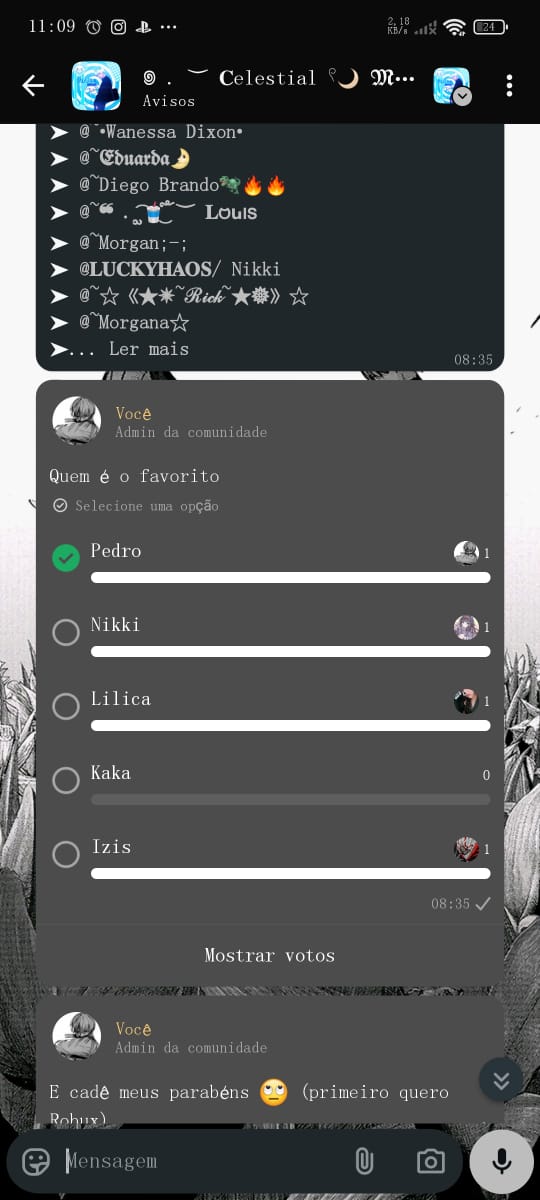 11:09 ... 2,18 KB/s 24
௭ . ⁔ 𝐂elestial 𓍢🌙 𝕸...
Avisos
➤ @~•Wanessa Dixon•
➤ @~𝕰𝖉𝖚𝖆𝖗𝖉𝖆🌛
➤ @~Diego Brando🦖🔥🔥
➤ @~❝ . 🥤 ⁔ Louis
➤ @~Morgan;-;
➤ @𝐋𝐔𝐂𝐊𝐘𝐇𝐀𝐎𝐒/ Nikki
➤ @~☆《★✷~𝓡𝓲𝓬𝓴~★❁》☆
➤ @~Morgana☆
➤... Ler mais
08:35
Você
Admin da comunidade
Quem é o favorito
Selecione uma opção
Pedro 1
Nikki 1
Lilica 1
Kaka 0
Izis 1
08:35
Mostrar votos
Você
Admin da comunidade
E cadê meus parabéns 🙄 (primeiro quero
Robux)
Mensagem